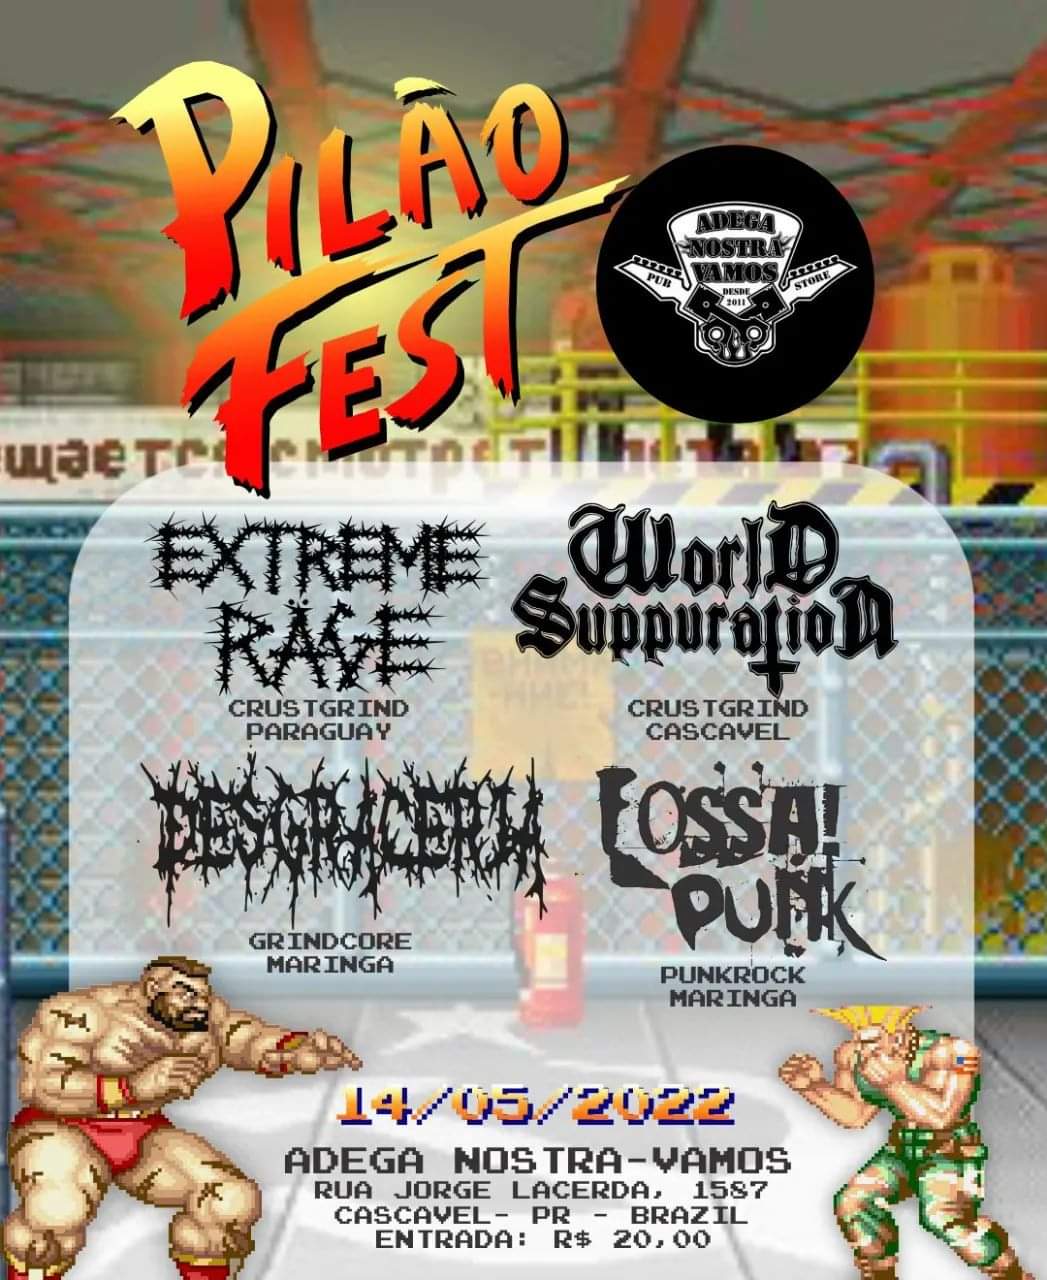 PILÃO
FEST
ADEGA
NOSTRA
VAMOS
PUB
STORE
DESDE
2011
EXTREME
RÄGE
CRUSTGRIND
PARAGUAY
WORLD
SUPPURATION
CRUSTGRIND
CASCAVEL
DESGRACERIA
GRINDCORE
MARINGA
LOSSA!
PUNK
PUNKROCK
MARINGA
14/05/2022
ADEGA NOSTRA-VAMOS
RUA JORGE LACERDA, 1587
CASCAVEL- PR - BRAZIL
ENTRADA: R$ 20,00